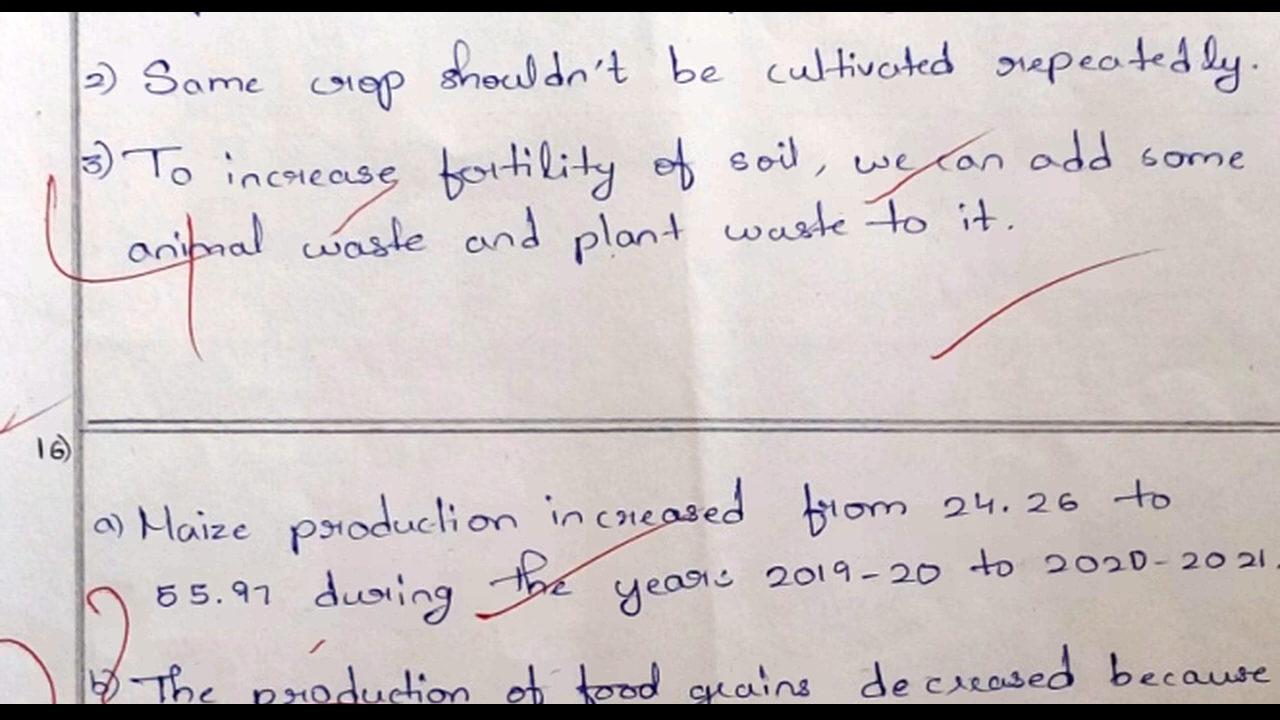 2) Same crop shouldn't be cultivated repeatedly.
3) To increase fertility of soil, we can add some
animal waste and plant waste to it.
16)
a) Maize production increased from 24.26 to
55.97 during the years 2019-20 to 2020-2021.
b) The production of food grains decreased because